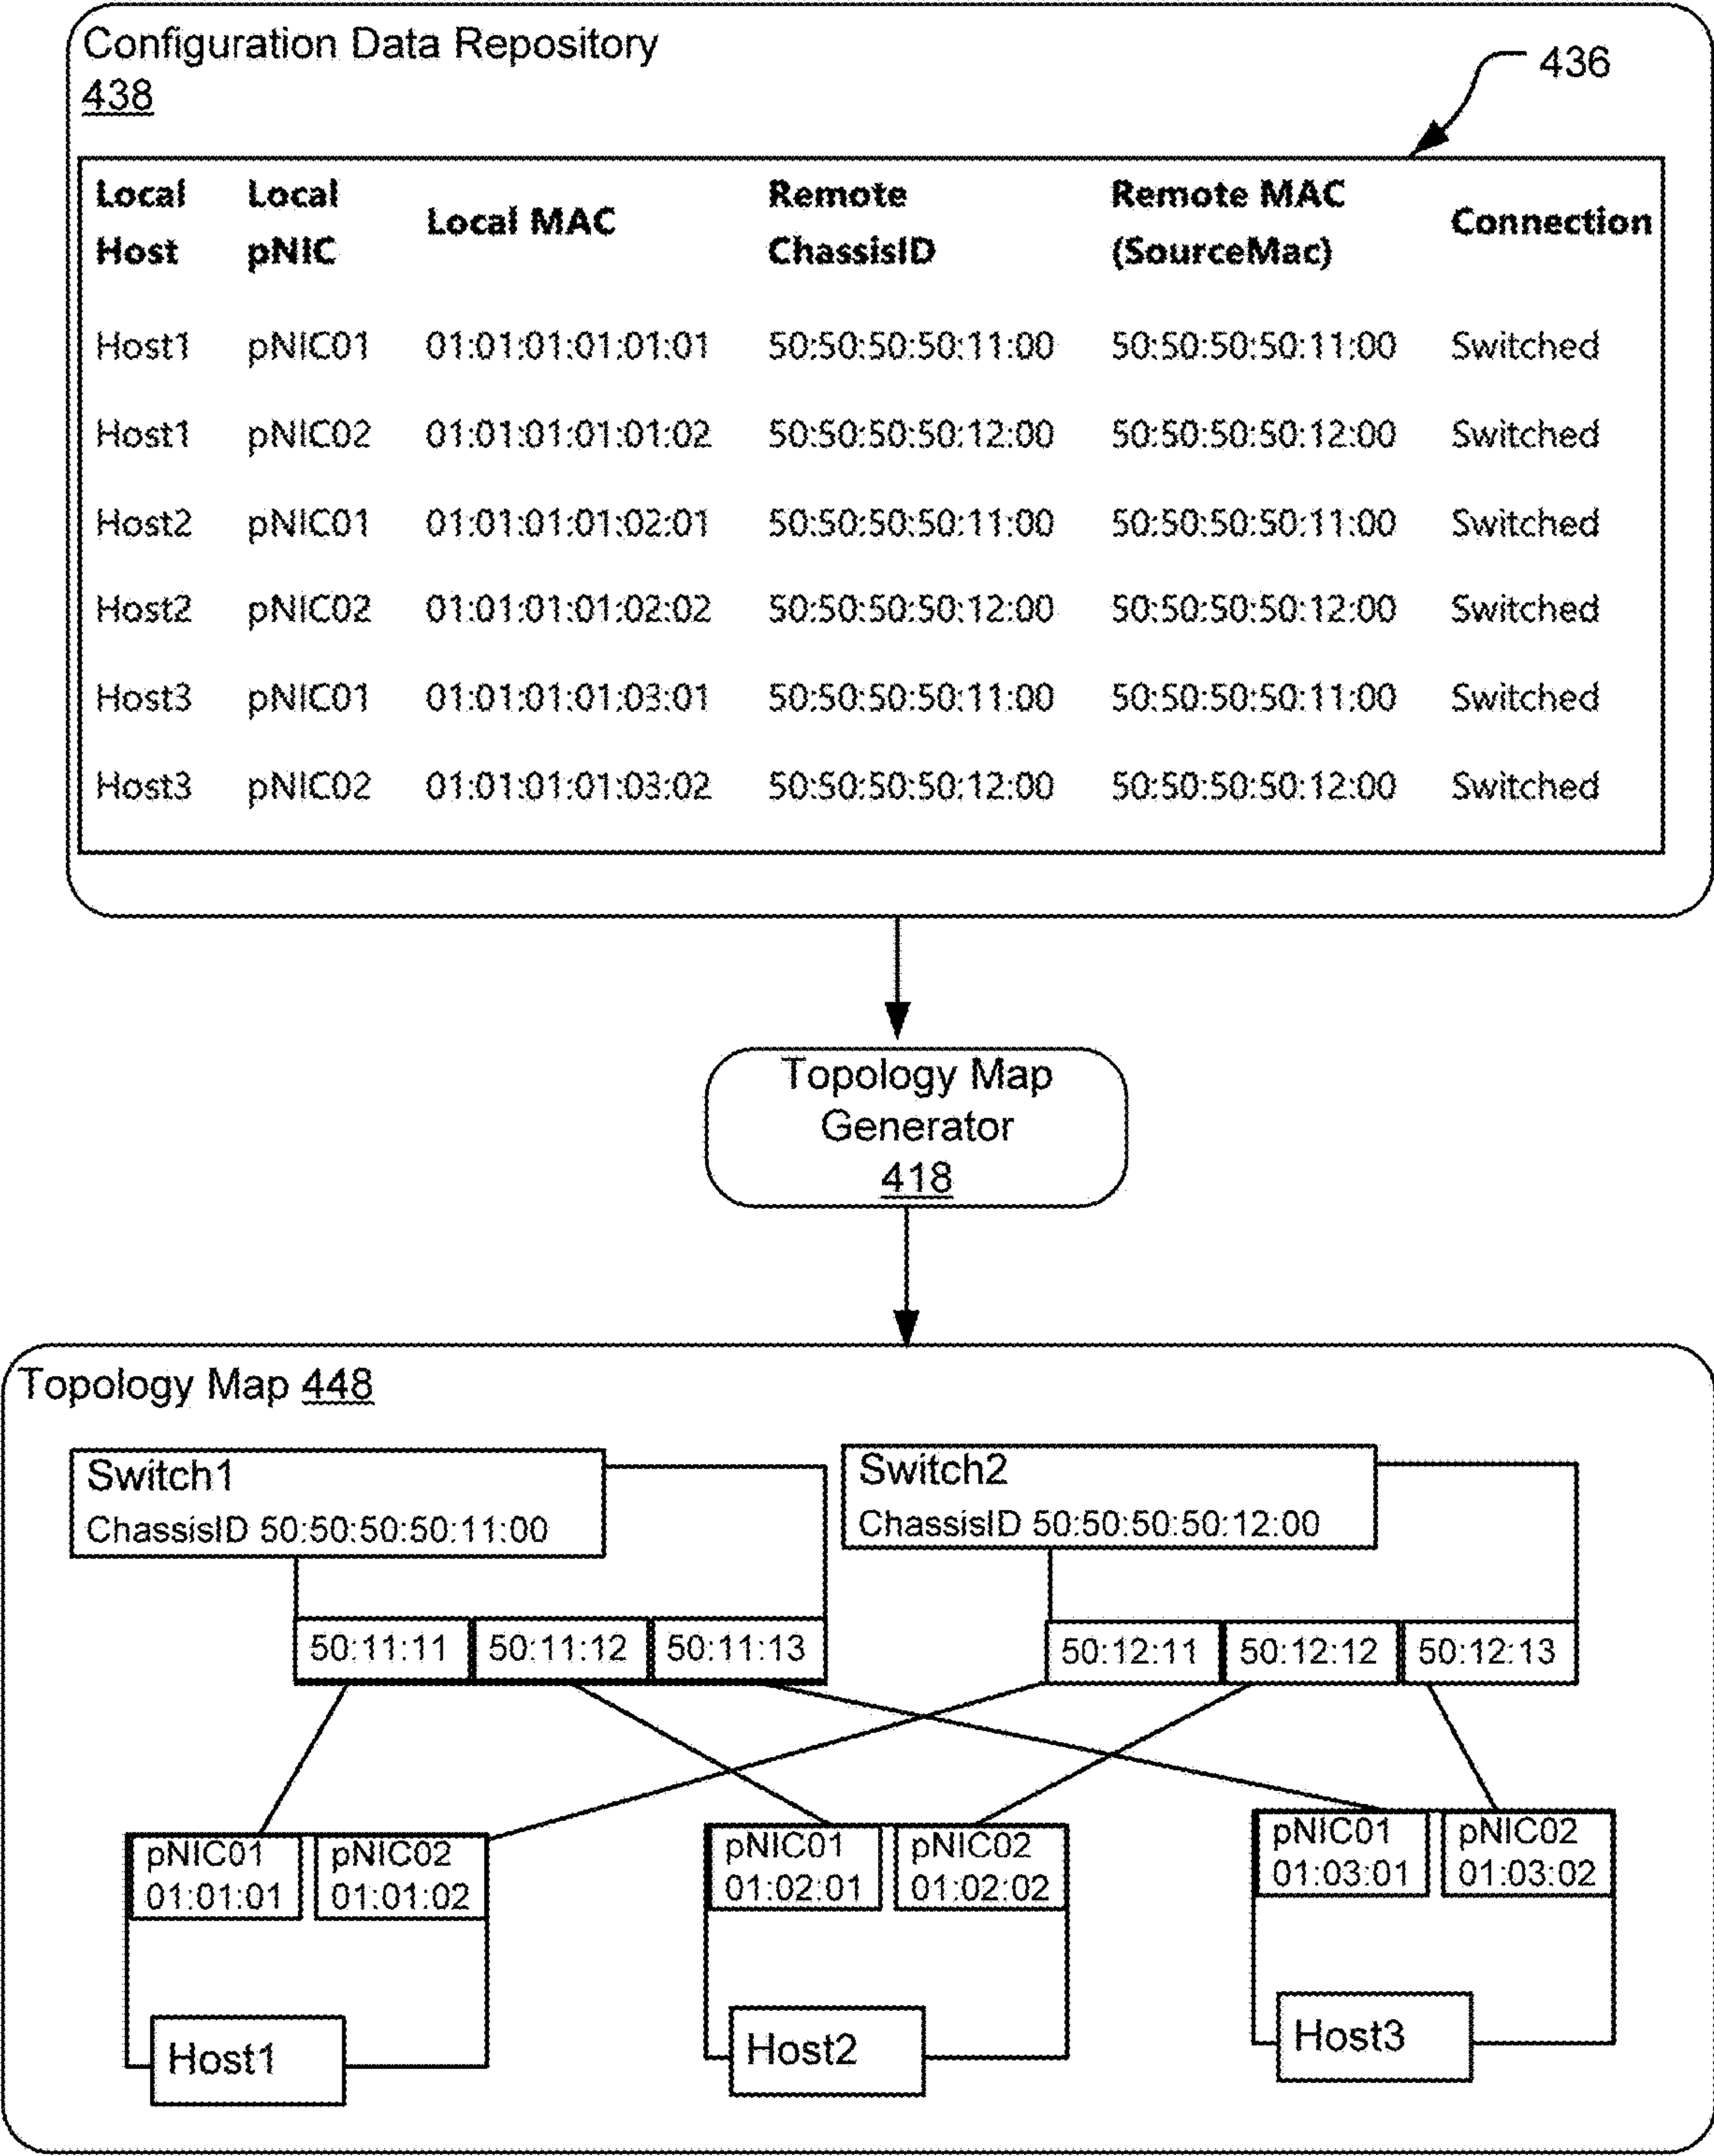 Configuration Data Repository
438
436
Local Host Local pNIC Local MAC Remote ChassisID Remote MAC (SourceMac) Connection
Host1 pNIC01 01:01:01:01:01:01 50:50:50:50:11:00 50:50:50:50:11:00 Switched
Host1 pNIC02 01:01:01:01:01:02 50:50:50:50:12:00 50:50:50:50:12:00 Switched
Host2 pNIC01 01:01:01:01:02:01 50:50:50:50:11:00 50:50:50:50:11:00 Switched
Host2 pNIC02 01:01:01:01:02:02 50:50:50:50:12:00 50:50:50:50:12:00 Switched
Host3 pNIC01 01:01:01:01:03:01 50:50:50:50:11:00 50:50:50:50:11:00 Switched
Host3 pNIC02 01:01:01:01:03:02 50:50:50:50:12:00 50:50:50:50:12:00 Switched
Topology Map
Generator
418
Topology Map 448
Switch1
ChassisID 50:50:50:50:11:00
Switch2
ChassisID 50:50:50:50:12:00
50:11:11 50:11:12 50:11:13
50:12:11 50:12:12 50:12:13
pNIC01
01:01:01
pNIC02
01:01:02
pNIC01
01:02:01
pNIC02
01:02:02
pNIC01
01:03:01
pNIC02
01:03:02
Host1
Host2
Host3